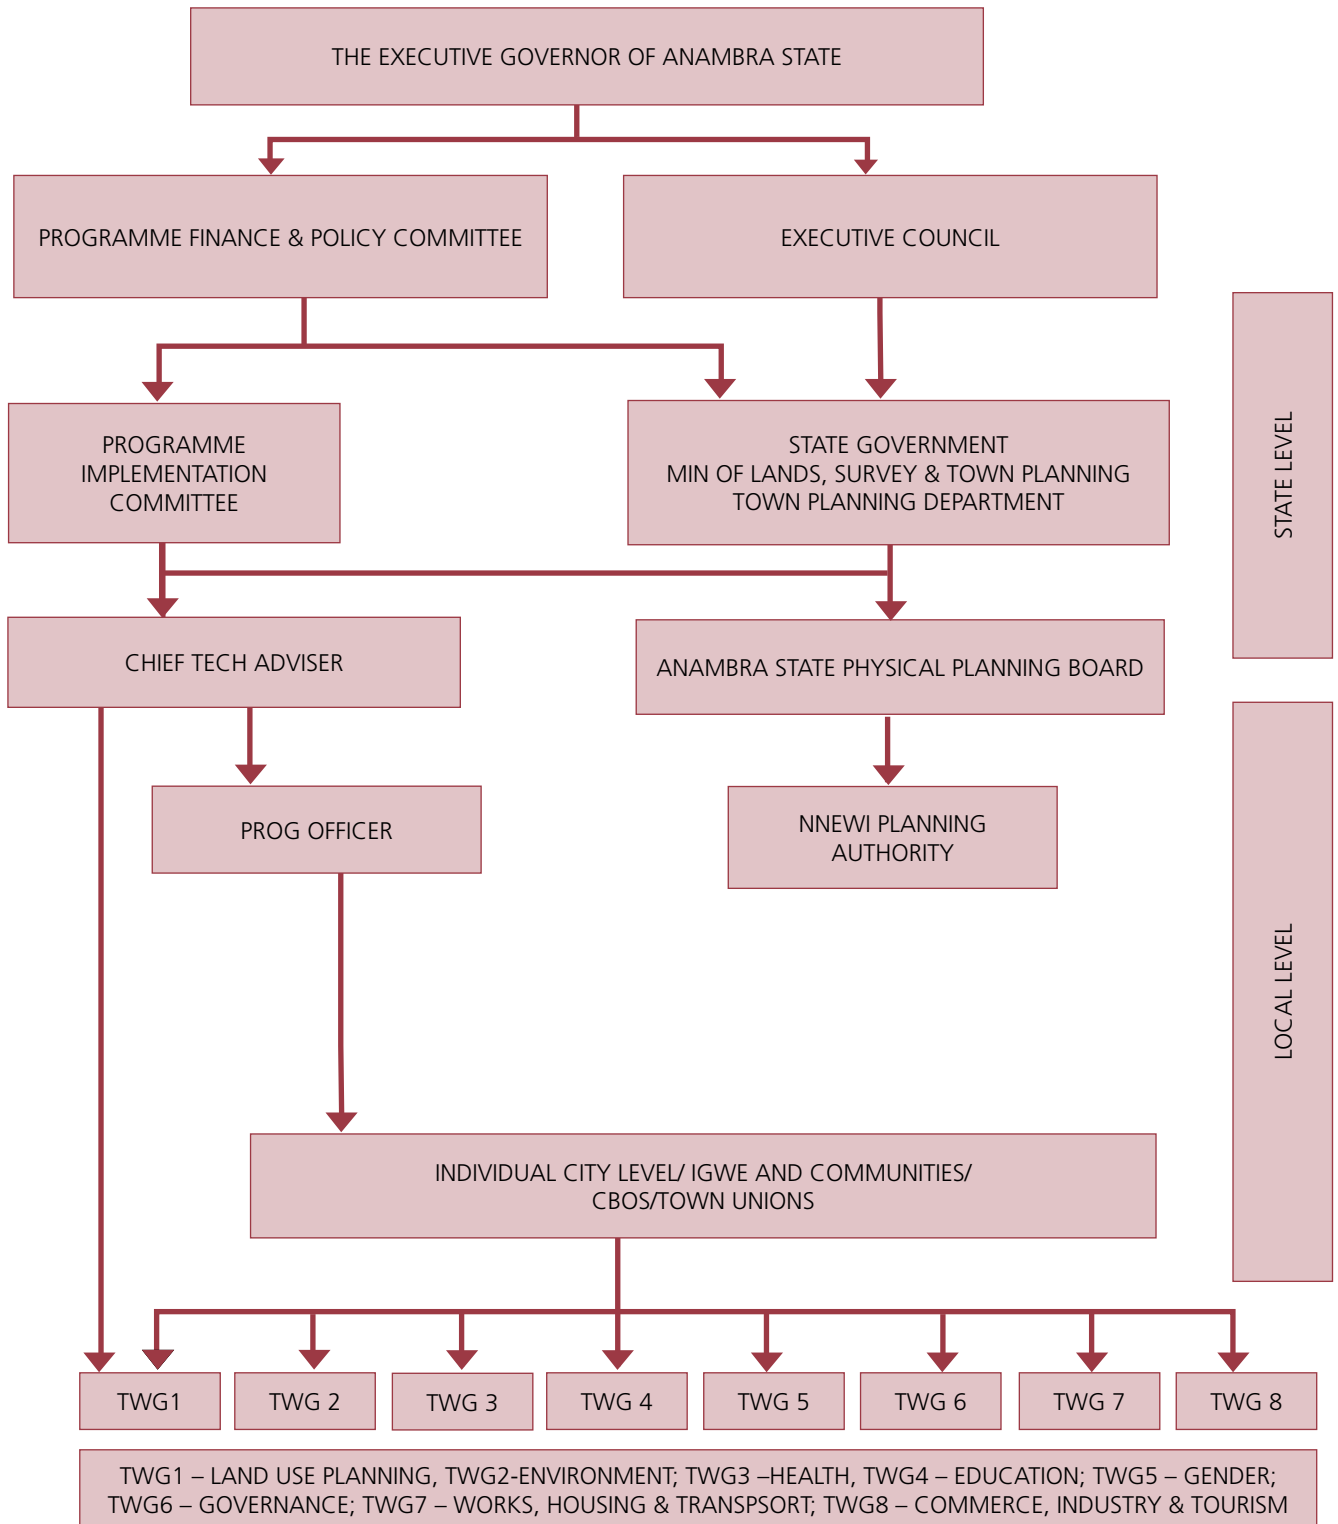 THE EXECUTIVE GOVERNOR OF ANAMBRA STATE
PROGRAMME FINANCE & POLICY COMMITTEE
EXECUTIVE COUNCIL
PROGRAMME
IMPLEMENTATION
COMMITTEE
STATE GOVERNMENT
MIN OF LANDS, SURVEY & TOWN PLANNING
TOWN PLANNING DEPARTMENT
STATE LEVEL
CHIEF TECH ADVISER
ANAMBRA STATE PHYSICAL PLANNING BOARD
PROG OFFICER
NNEWI PLANNING
AUTHORITY
LOCAL LEVEL
INDIVIDUAL CITY LEVEL/ IGWE AND COMMUNITIES/
CBOS/TOWN UNIONS
TWG1
TWG 2
TWG 3
TWG 4
TWG 5
TWG 6
TWG 7
TWG 8
TWG1 – LAND USE PLANNING, TWG2-ENVIRONMENT; TWG3 –HEALTH, TWG4 – EDUCATION; TWG5 – GENDER;
TWG6 – GOVERNANCE; TWG7 – WORKS, HOUSING & TRANSPSORT; TWG8 – COMMERCE, INDUSTRY & TOURISM